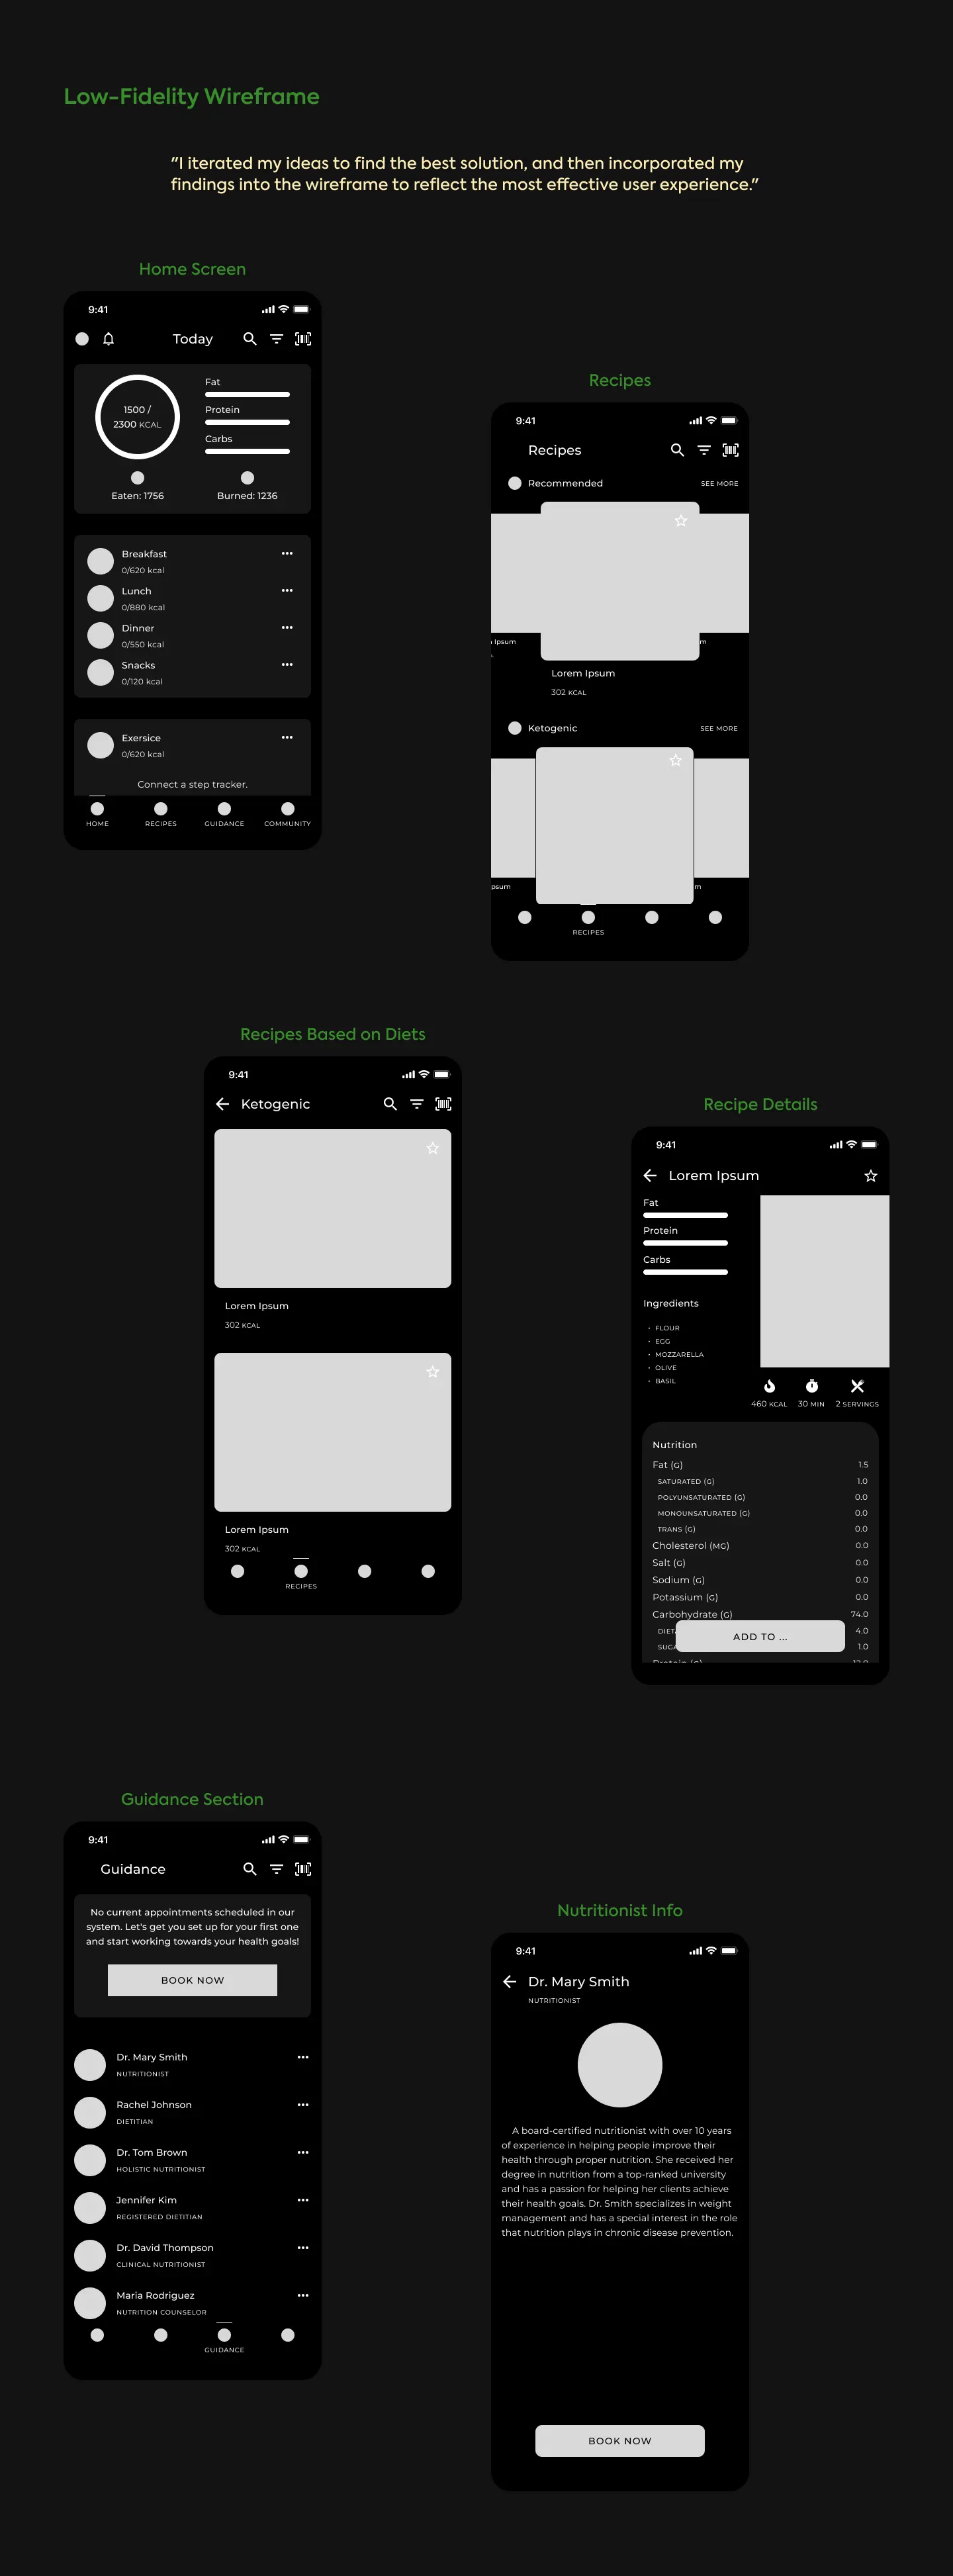 Low-Fidelity Wireframe
"I iterated my ideas to find the best solution, and then incorporated my
findings into the wireframe to reflect the most effective user experience."
Home Screen
9:41
Today
1500 /
2300 KCAL
Fat
Protein
Carbs
Eaten: 1756
Burned: 1236
Breakfast
0/620 kcal
Lunch
0/880 kcal
Dinner
0/550 kcal
Snacks
0/120 kcal
Exersice
0/620 kcal
Connect a step tracker.
HOME RECIPES GUIDANCE COMMUNITY
Recipes
9:41
Recipes
Recommended SEE MORE
Ipsum
m
Lorem Ipsum
302 KCAL
Ketogenic SEE MORE
psum
m
RECIPES
Recipes Based on Diets
9:41
Ketogenic
Lorem Ipsum
302 KCAL
Lorem Ipsum
302 KCAL
RECIPES
Recipe Details
9:41
Lorem Ipsum
Fat
Protein
Carbs
Ingredients
• FLOUR
• EGG
• MOZZARELLA
• OLIVE
• BASIL
460 KCAL 30 MIN 2 SERVINGS
Nutrition
Fat (G) 1.5
SATURATED (G) 1.0
POLYUNSATURATED (G) 0.0
MONOUNSATURATED (G) 0.0
TRANS (G) 0.0
Cholesterol (MG) 0.0
Salt (G) 0.0
Sodium (G) 0.0
Potassium (G) 0.0
Carbohydrate (G) 74.0
DIET 4.0
ADD TO ...
SUGA 1.0
Protein (G) 12.0
Guidance Section
9:41
Guidance
No current appointments scheduled in our
system. Let's get you set up for your first one
and start working towards your health goals!
BOOK NOW
Dr. Mary Smith
NUTRITIONIST
Rachel Johnson
DIETITIAN
Dr. Tom Brown
HOLISTIC NUTRITIONIST
Jennifer Kim
REGISTERED DIETITIAN
Dr. David Thompson
CLINICAL NUTRITIONIST
Maria Rodriguez
NUTRITION COUNSELOR
GUIDANCE
Nutritionist Info
9:41
Dr. Mary Smith
NUTRITIONIST
A board-certified nutritionist with over 10 years
of experience in helping people improve their
health through proper nutrition. She received her
degree in nutrition from a top-ranked university
and has a passion for helping her clients achieve
their health goals. Dr. Smith specializes in weight
management and has a special interest in the role
that nutrition plays in chronic disease prevention.
BOOK NOW